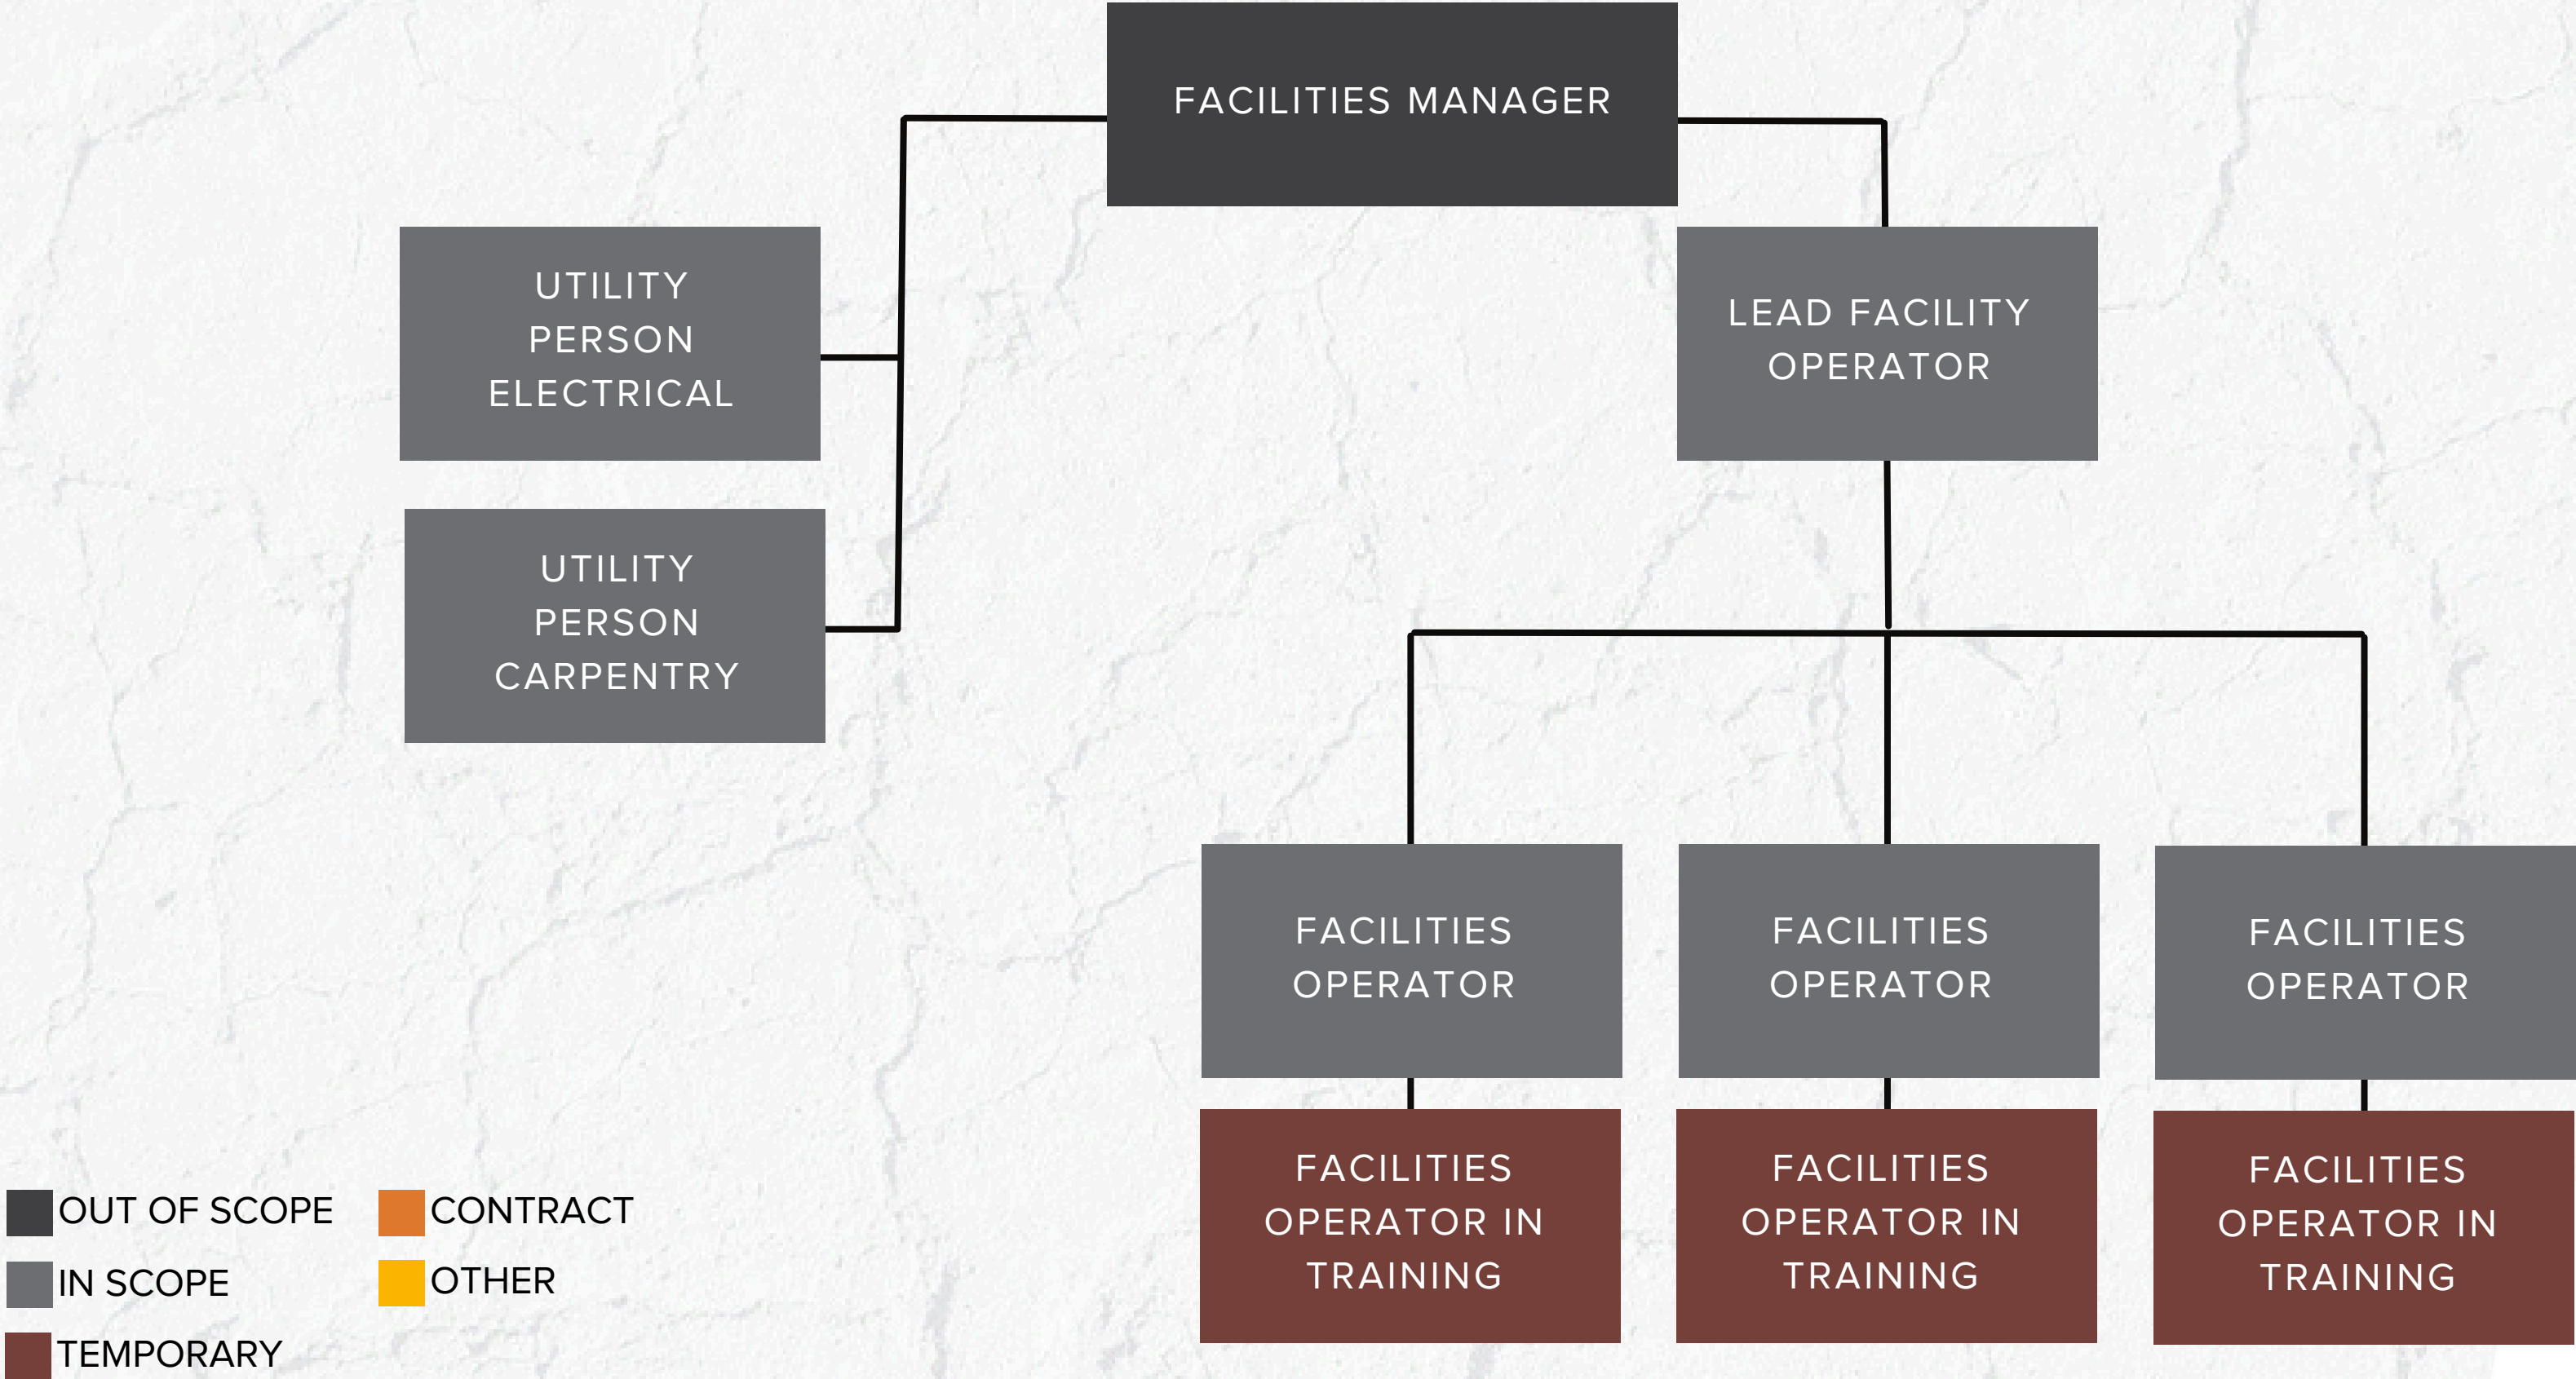 FACILITIES MANAGER
UTILITY
PERSON
ELECTRICAL
LEAD FACILITY
OPERATOR
UTILITY
PERSON
CARPENTRY
FACILITIES
OPERATOR
FACILITIES
OPERATOR
FACILITIES
OPERATOR
FACILITIES
OPERATOR IN
TRAINING
FACILITIES
OPERATOR IN
TRAINING
FACILITIES
OPERATOR IN
TRAINING
OUT OF SCOPE
IN SCOPE
TEMPORARY
CONTRACT
OTHER